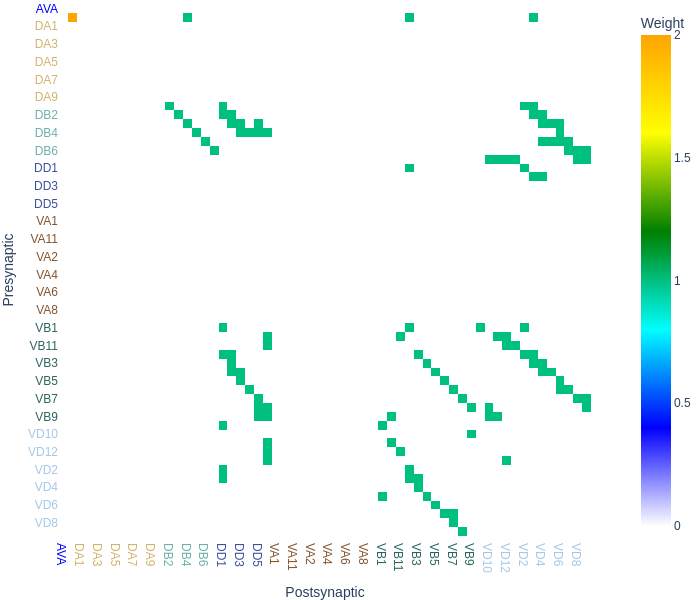 Weight
AVA
DA1
DA3
DA5
DA7
DA9
DB2
DB4
DB6
DD1
DD3
DD5
VA1
VA11
VA2
VA4
VA6
VA8
VB1
VB11
VB3
VB5
VB7
VB9
VD10
VD12
VD2
VD4
VD6
VD8
Presynaptic
2
1.5
1
0.5
0
AVA DA1 DA3 DA5 DA7 DA9 DB2 DB4 DB6 DD1 DD3 DD5 VA1 VA11 VA2 VA4 VA6 VA8 VB1 VB11 VB3 VB5 VB7 VB9 VD10 VD12 VD2 VD4 VD6 VD8
Postsynaptic